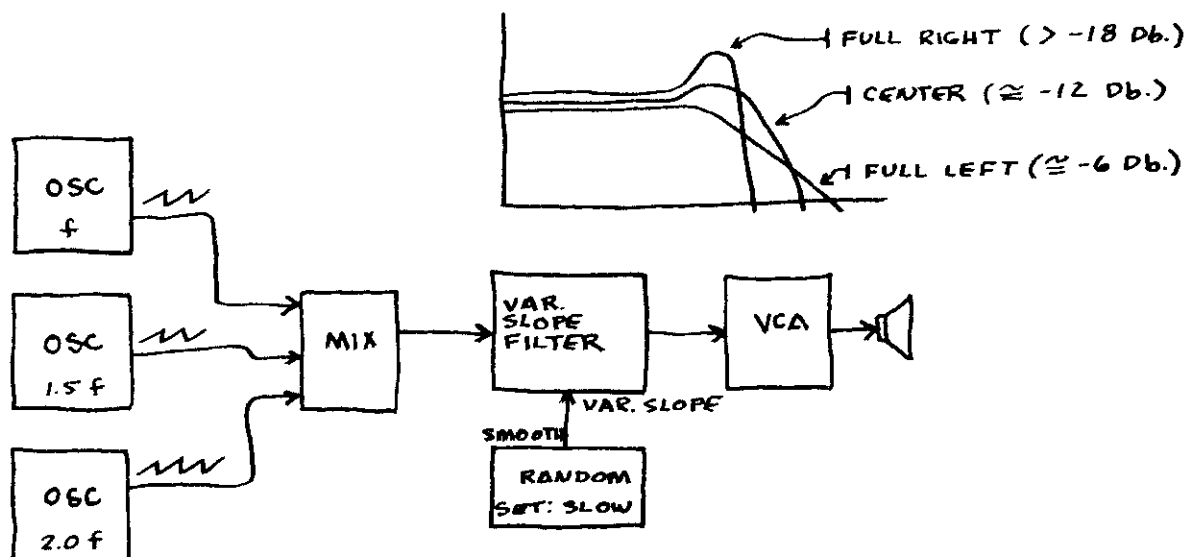 FULL RIGHT (> -18 Db.)
CENTER (≅ -12 Db.)
FULL LEFT (≅ -6 Db.)
OSC
f
OSC
1.5 f
OSC
2.0 f
MIX
VAR.
SLOPE
FILTER
VCA
VAR. SLOPE
SMOOTH
RANDOM
SET: SLOW